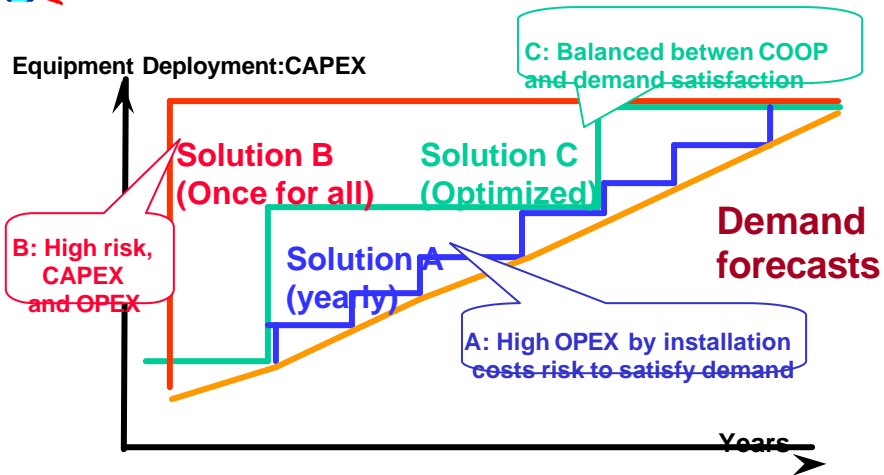 Equipment Deployment:CAPEX
C: Balanced betwen COOP
and demand satisfaction
Solution B
(Once for all)
Solution C
(Optimized)
B: High risk,
CAPEX
and OPEX
Solution A
(yearly)
Demand
forecasts
A: High OPEX by installation
costs risk to satisfy demand
Years